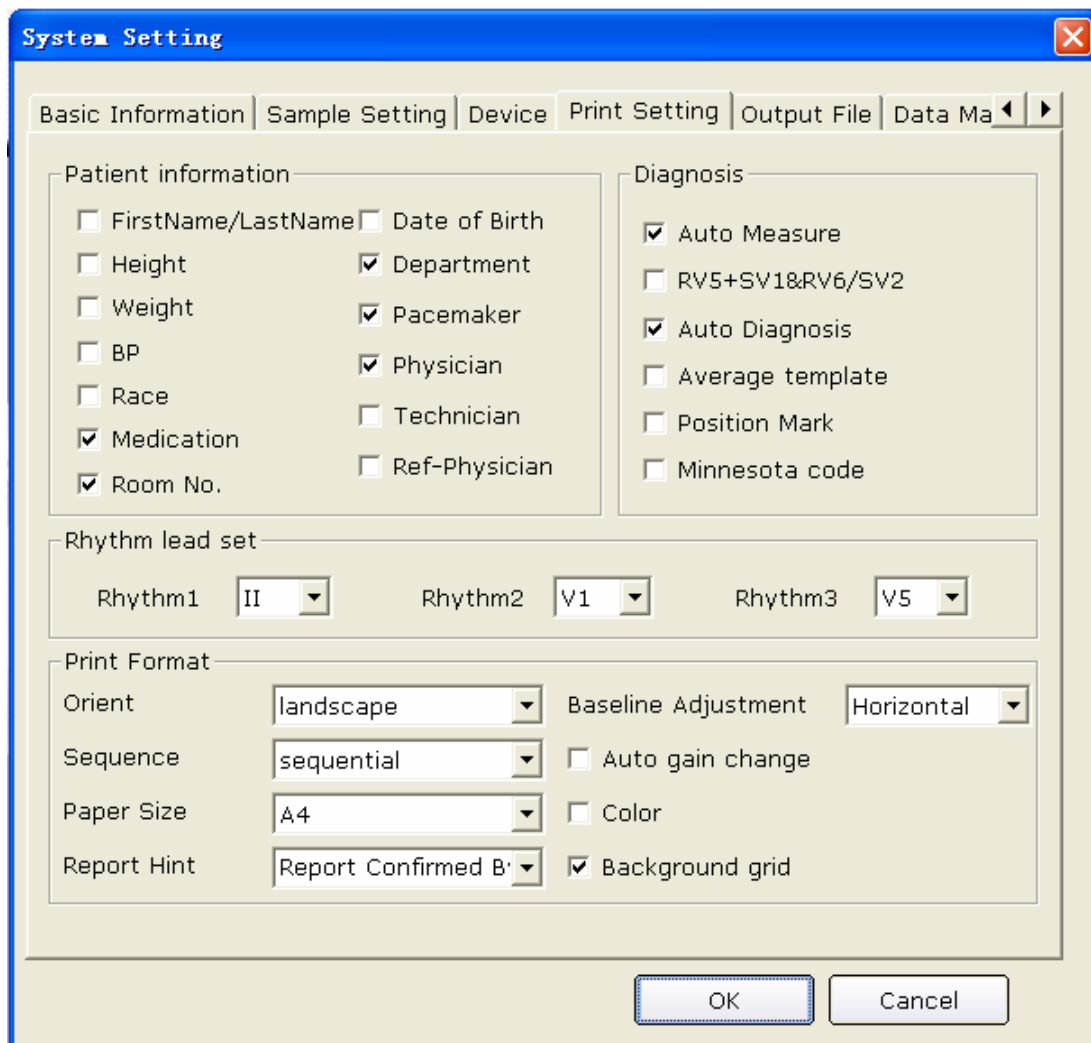 System Setting
Basic Information Sample Setting Device Print Setting Output File Data Ma
Patient information
FirstName/LastName
Height
Weight
BP
Race
Medication
Room No.
Date of Birth
Department
Pacemaker
Physician
Technician
Ref-Physician
Diagnosis
Auto Measure
RV5+SV1&RV6/SV2
Auto Diagnosis
Average template
Position Mark
Minnesota code
Rhythm lead set
Rhythm1 II Rhythm2 V1 Rhythm3 V5
Print Format
Orient landscape Baseline Adjustment Horizontal
Sequence sequential Auto gain change
Paper Size A4 Color
Report Hint Report Confirmed B Background grid
OK Cancel